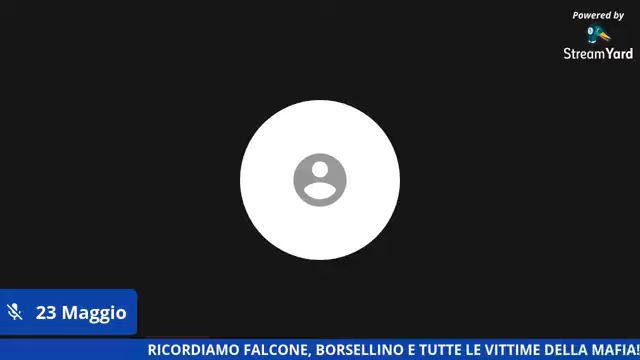 Powered by
StreamYard
23 Maggio
RICORDIAMO FALCONE, BORSELLINO E TUTTE LE VITTIME DELLA MAFIA!